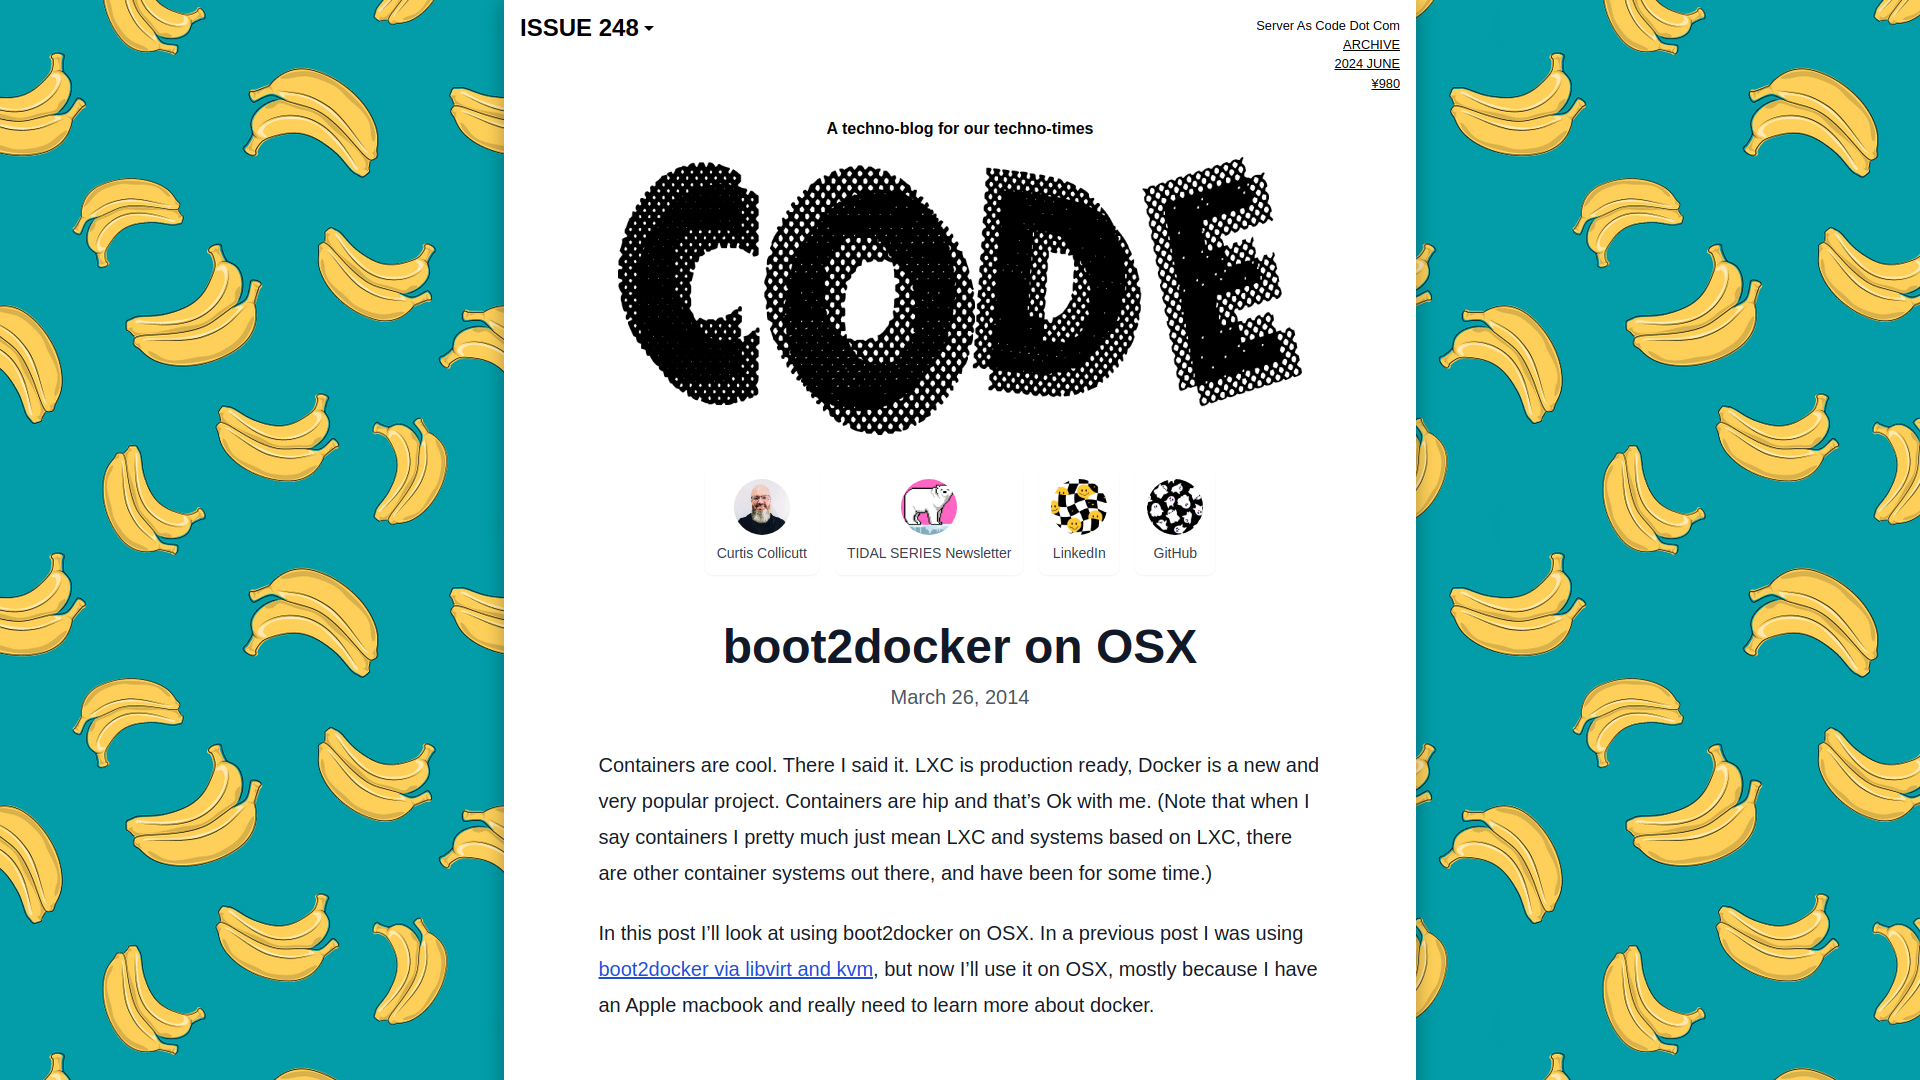 ISSUE 248
Server As Code Dot Com
ARCHIVE
2024 JUNE
¥980
A techno-blog for our techno-times
CODE
Curtis Collicutt
TIDAL SERIES Newsletter
LinkedIn
GitHub
boot2docker on OSX
March 26, 2014
Containers are cool. There I said it. LXC is production ready, Docker is a new and
very popular project. Containers are hip and that’s Ok with me. (Note that when I
say containers I pretty much just mean LXC and systems based on LXC, there
are other container systems out there, and have been for some time.)
In this post I’ll look at using boot2docker on OSX. In a previous post I was using
boot2docker via libvirt and kvm, but now I’ll use it on OSX, mostly because I have
an Apple macbook and really need to learn more about docker.